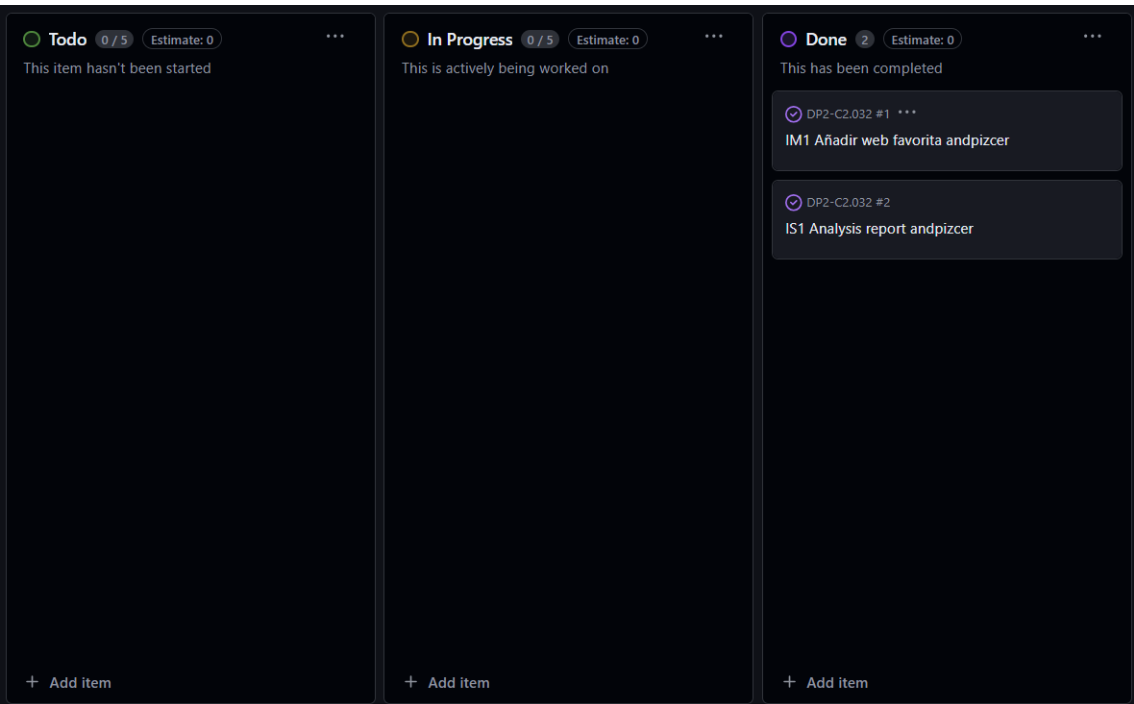 Todo 0 / 5 Estimate: 0 ···
This item hasn't been started
+ Add item
In Progress 0 / 5 Estimate: 0 ···
This is actively being worked on
+ Add item
Done 2 Estimate: 0 ···
This has been completed
DP2-C2.032 #1 ···
IM1 Añadir web favorita andpizcer
DP2-C2.032 #2
IS1 Analysis report andpizcer
+ Add item